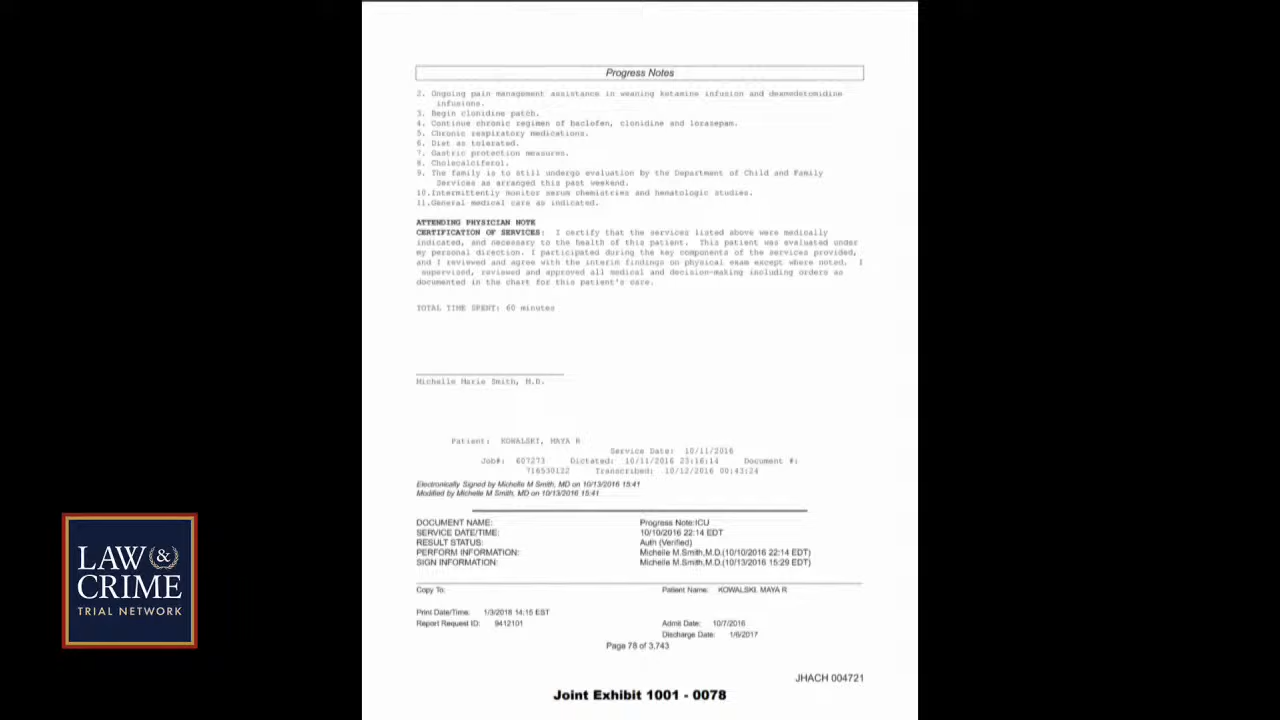 Progress Notes
2. Ongoing pain management assistance in weaning ketamine infusion and dexmedetomidine
infusions.
3. Begin clonidine patch.
4. Continue chronic regimen of baclofen, clonidine and lorazepam.
5. Chronic respiratory medications.
6. Diet as tolerated.
7. Gastric protection measures.
8. Cholecalciferol.
9. The family is to still undergo evaluation by the Department of Child and Family
Services as arranged this past weekend.
10.Intermittently monitor serum chemistries and hematologic studies.
11.General medical care as indicated.
ATTENDING PHYSICIAN NOTE
CERTIFICATION OF SERVICES: I certify that the services listed above were medically
indicated, and necessary to the health of this patient. This patient was evaluated under
my personal direction. I participated during the key components of the services provided,
and I reviewed and agree with the interim findings on physical exam except where noted. I
supervised, reviewed and approved all medical and decision-making including orders as
documented in the chart for this patient's care.
TOTAL TIME SPENT: 60 minutes
Michelle Marie Smith, M.D.
Patient: KOWALSKI, MAYA R
Service Date: 10/11/2016
Job#: 607273 Dictated: 10/11/2016 23:16:14 Document #:
716530122 Transcribed: 10/12/2016 00:43:24
Electronically Signed by Michelle M Smith, MD on 10/13/2016 15:41
Modified by Michelle M Smith, MD on 10/13/2016 15:41
DOCUMENT NAME: Progress Note:ICU
SERVICE DATE/TIME: 10/10/2016 22:14 EDT
RESULT STATUS: Auth (Verified)
PERFORM INFORMATION: Michelle M.Smith,M.D.(10/10/2016 22:14 EDT)
SIGN INFORMATION: Michelle M.Smith,M.D.(10/13/2016 15:29 EDT)
Copy To: Patient Name: KOWALSKI, MAYA R
Print Date/Time: 1/3/2018 14:15 EST
Report Request ID: 9412101 Admit Date: 10/7/2016
Discharge Date: 1/6/2017
Page 78 of 3,743
JHACH 004721
Joint Exhibit 1001 - 0078
LAW &
CRIME
TRIAL NETWORK